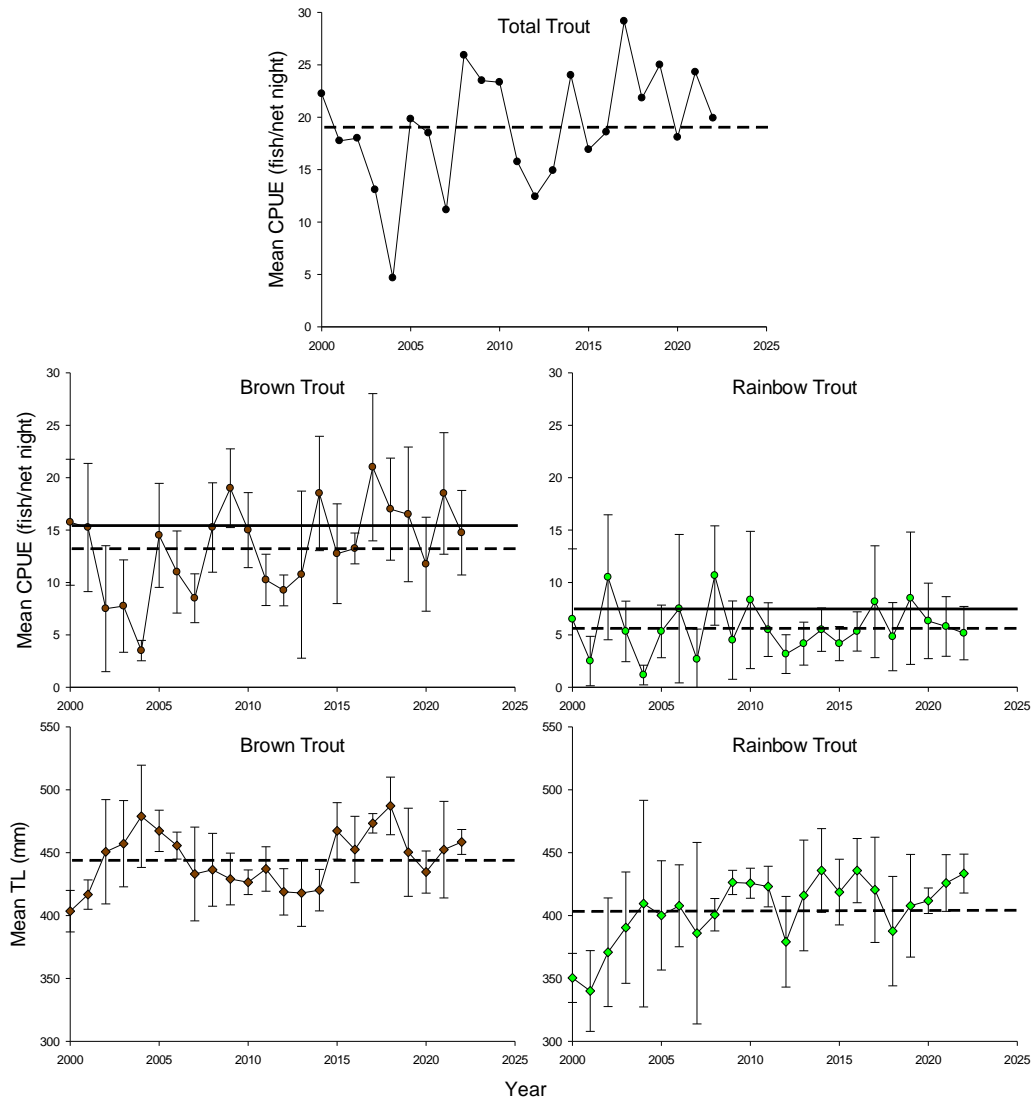 Total Trout
Mean CPUE (fish/net night)
30
25
20
15
10
5
0
2000 2005 2010 2015 2020 2025
Brown Trout
Mean CPUE (fish/net night)
30
25
20
15
10
5
0
2000 2005 2010 2015 2020 2025
Rainbow Trout
30
25
20
15
10
5
0
2000 2005 2010 2015 2020 2025
Brown Trout
Mean TL (mm)
550
500
450
400
350
300
2000 2005 2010 2015 2020 2025
Rainbow Trout
550
500
450
400
350
300
2000 2005 2010 2015 2020 2025
Year